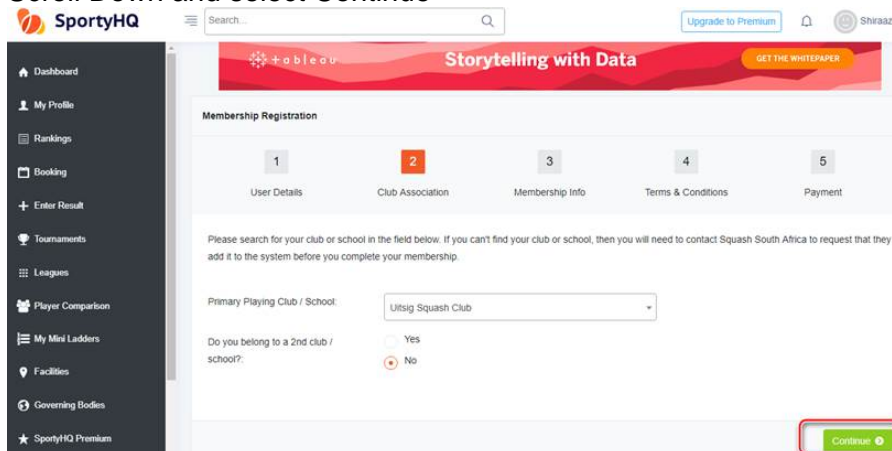 Scroll Down and select Continue
SportyHQ
Search...
Upgrade to Premium
Shiraaz
Dashboard
My Profile
Rankings
Booking
Enter Result
Tournaments
Leagues
Player Comparison
My Mini Ladders
Facilities
Governing Bodies
SportyHQ Premium
+ableau
Storytelling with Data
GET THE WHITEPAPER
Membership Registration
1
User Details
2
Club Association
3
Membership Info
4
Terms & Conditions
5
Payment
Please search for your club or school in the field below. If you can't find your club or school, then you will need to contact Squash South Africa to request that they
add it to the system before you complete your membership.
Primary Playing Club / School:
Uitsig Squash Club
Do you belong to a 2nd club /
school?:
Yes
No
Continue